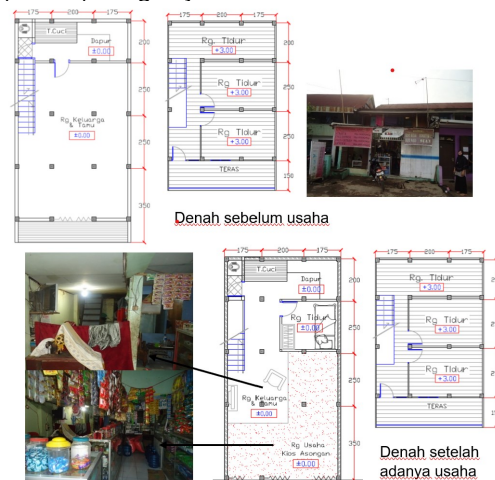 175 200 175
T.Cuci
Dapur
±0.00
200
250
Rg Keluarga
& Tamu
±0.00
250
350
175 200 175
Rg. Tidur
+3.00
200
Rg Tidur
+3.00
250
Rg Tidur
+3.00
250
TERAS
150
Denah sebelum usaha
175 200 175
T.Cuci
Dapur
±0.00
200
Rg Tidur
±0.00
250
Rg Keluarga
& Tamu
±0.00
250
Rg Usaha
Kios Asongan
±0.00
350
175 200 175
Rg. Tidur
+3.00
Rg Tidur
+3.00
Rg Tidur
+3.00
TERAS
Denah setelah
adanya usaha